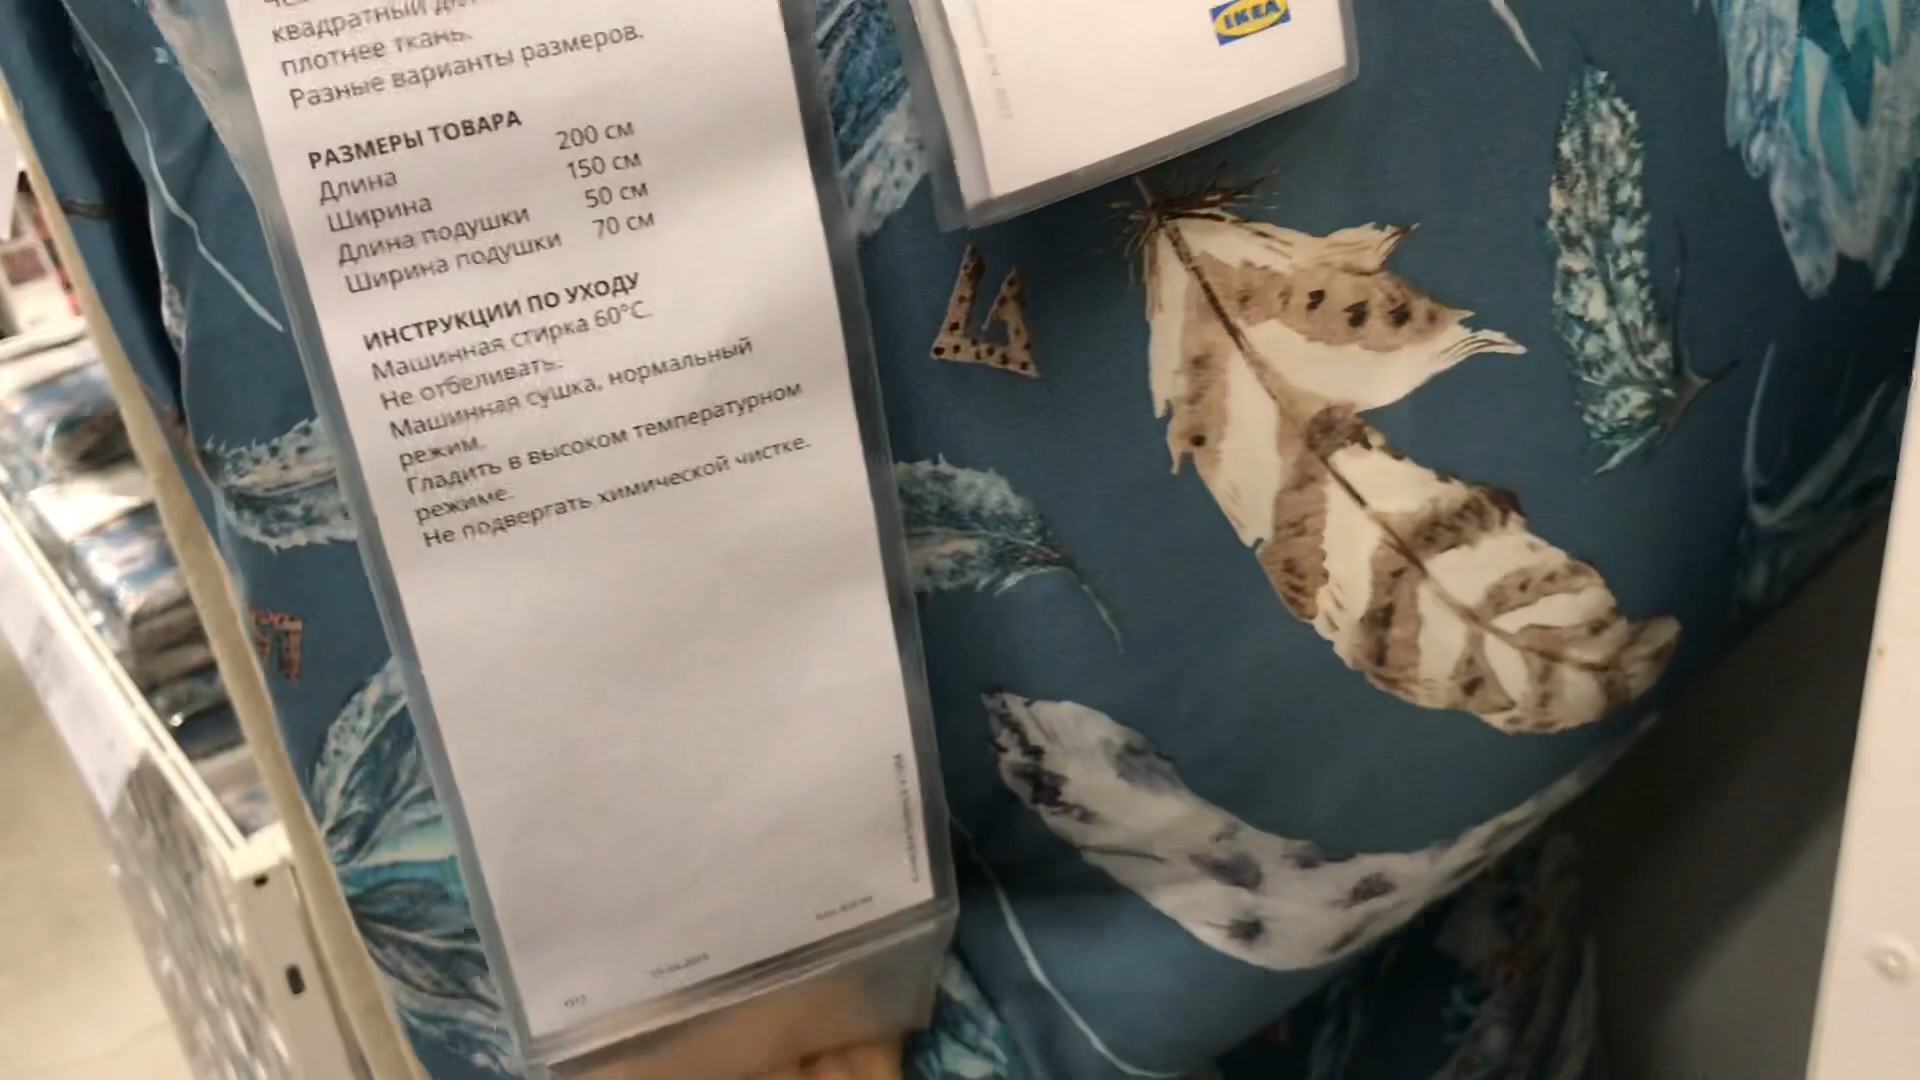 квадратный
плотнее ткань.
Разные варианты размеров.
РАЗМЕРЫ ТОВАРА
Длина 200 см
Ширина 150 см
Длина подушки 50 см
Ширина подушки 70 см
ИНСТРУКЦИИ ПО УХОДУ
Машинная стирка 60°C.
Не отбеливать.
Машинная сушка, нормальный
режим.
Гладить в высоком температурном
режиме.
Не подвергать химической чистке.
IKEA